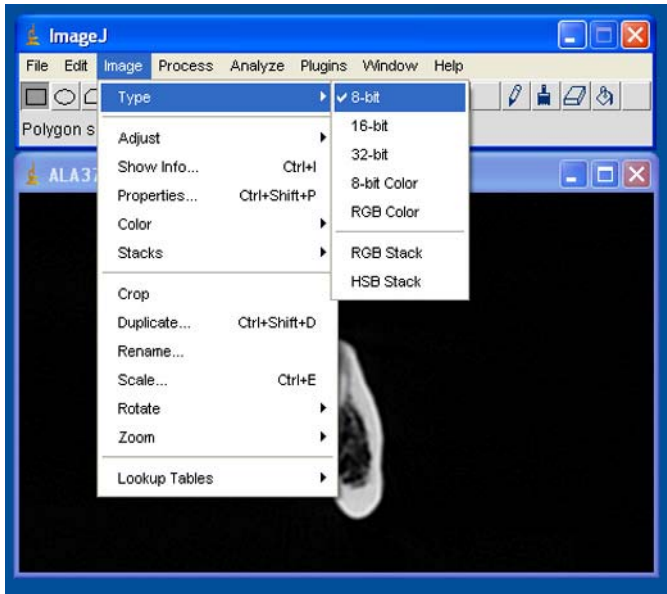 ImageJ
File Edit Image Process Analyze Plugins Window Help
Polygon s
ALA37
Type
Adjust
Show Info... Ctrl+I
Properties... Ctrl+Shift+P
Color
Stacks
Crop
Duplicate... Ctrl+Shift+D
Rename...
Scale... Ctrl+E
Rotate
Zoom
Lookup Tables
8-bit
16-bit
32-bit
8-bit Color
RGB Color
RGB Stack
HSB Stack